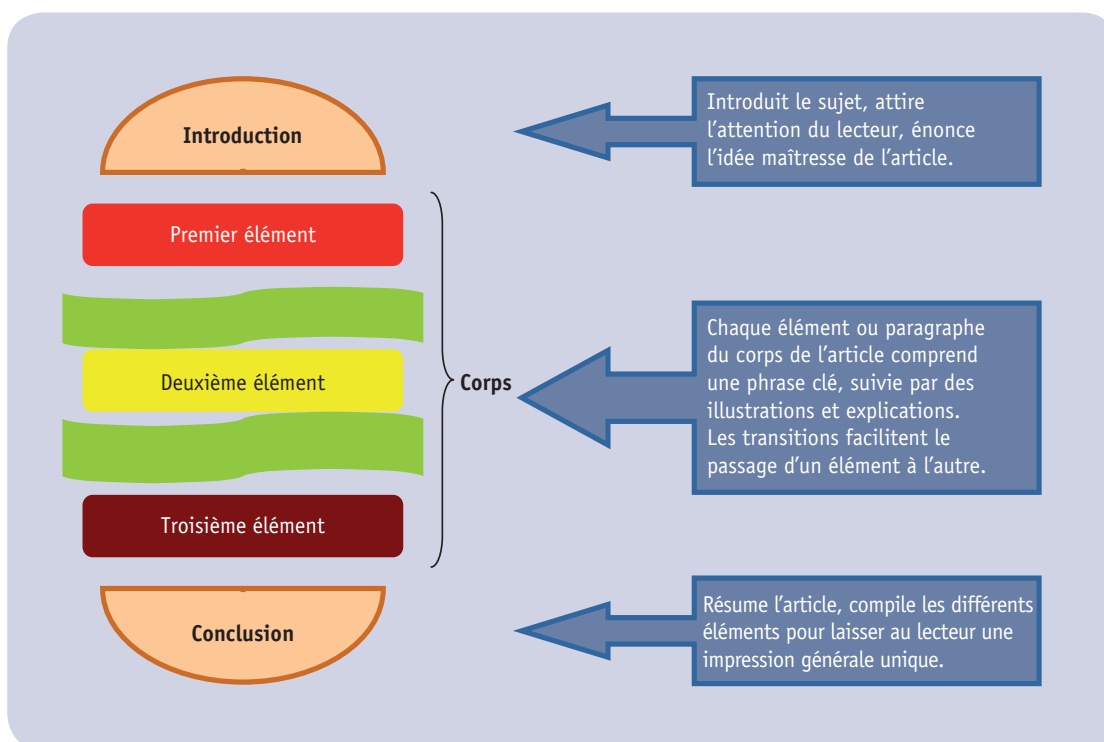 Introduction
Introduit le sujet, attire
l’attention du lecteur, énonce
l’idée maîtresse de l’article.
Premier élément
Deuxième élément
Troisième élément
Corps
Chaque élément ou paragraphe
du corps de l’article comprend
une phrase clé, suivie par des
illustrations et explications.
Les transitions facilitent le
passage d’un élément à l’autre.
Conclusion
Résume l’article, compile les différents
éléments pour laisser au lecteur une
impression générale unique.